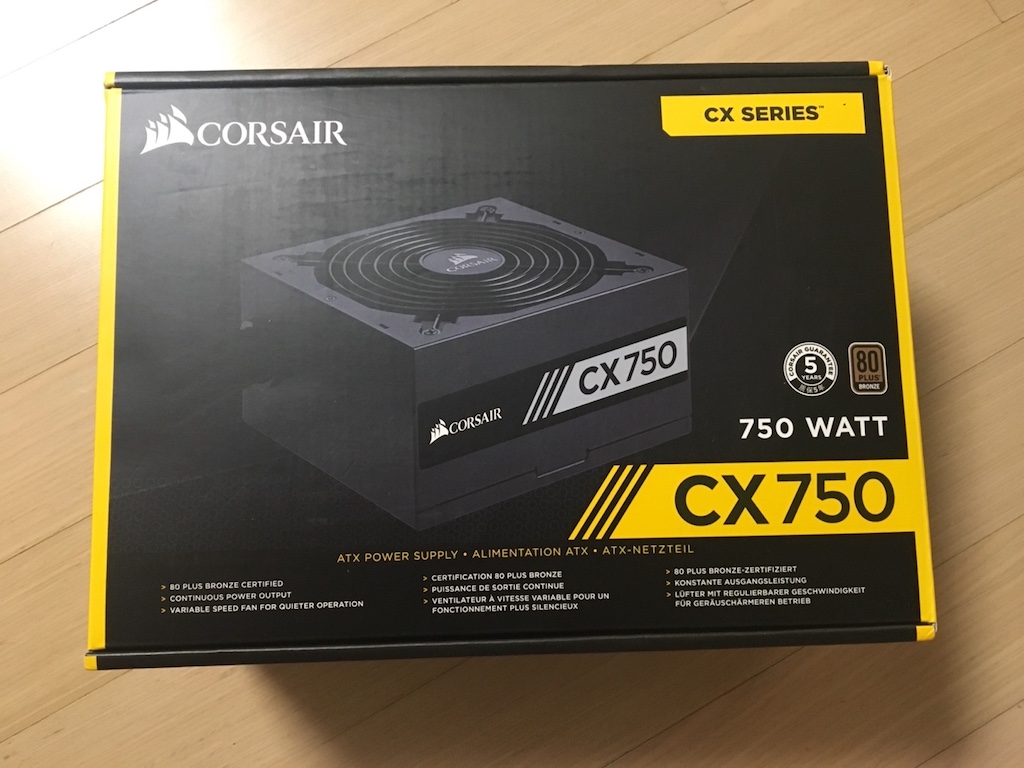 CORSAIR
CX SERIES™
CORSAIR
CX750
CORSAIR
CORSAIR GUARANTEE
5
YEARS
80
PLUS
BRONZE
750 WATT
CX750
ATX POWER SUPPLY • ALIMENTATION ATX • ATX-NETZTEIL
> 80 PLUS BRONZE CERTIFIED
> CONTINUOUS POWER OUTPUT
> VARIABLE SPEED FAN FOR QUIETER OPERATION
> CERTIFICATION 80 PLUS BRONZE
> PUISSANCE DE SORTIE CONTINUE
> VENTILATEUR À VITESSE VARIABLE POUR UN
FONCTIONNEMENT PLUS SILENCIEUX
> 80 PLUS BRONZE-ZERTIFIZIERT
> KONSTANTE AUSGANGSLEISTUNG
> LÜFTER MIT REGULIERBARER GESCHWINDIGKEIT
FÜR GERÄUSCHÄRMEREN BETRIEB